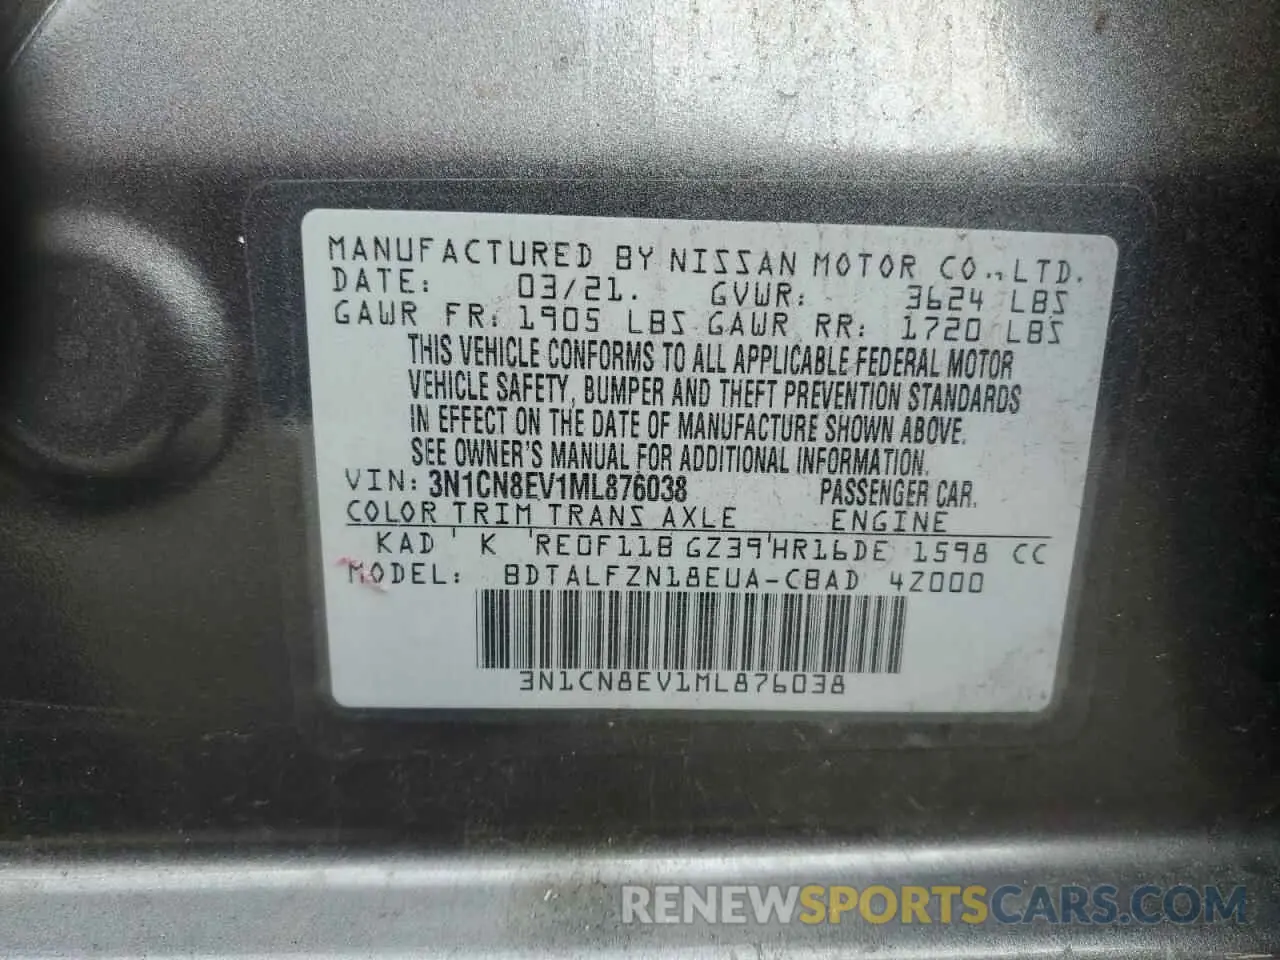 MANUFACTURED BY NISSAN MOTOR CO., LTD.
DATE: 03/21. GVWR: 3624 LBS
GAWR FR: 1905 LBS GAWR RR: 1720 LBS
THIS VEHICLE CONFORMS TO ALL APPLICABLE FEDERAL MOTOR
VEHICLE SAFETY, BUMPER AND THEFT PREVENTION STANDARDS
IN EFFECT ON THE DATE OF MANUFACTURE SHOWN ABOVE.
SEE OWNER'S MANUAL FOR ADDITIONAL INFORMATION.
VIN: 3N1CN8EV1ML876038 PASSENGER CAR.
COLOR TRIM TRANS AXLE ENGINE
KAD ' K 'RE0F11B GZ39'HR16DE 1598 CC
MODEL: BDTALFZN18EUA-CBAD 4Z000
3N1CN8EV1ML876038
RENEWSPORTSCARS.COM